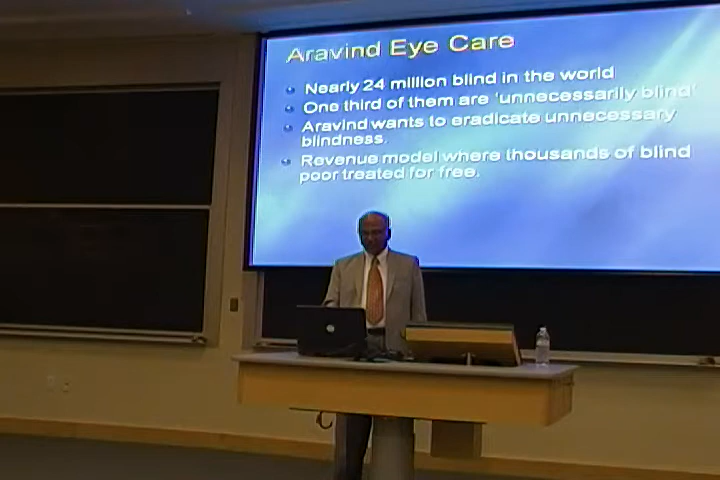 Aravind Eye Care
Nearly 24 million blind in the world
One third of them are 'unnecessarily blind'
Aravind wants to eradicate unnecessary
blindness.
Revenue model where thousands of blind
poor treated for free.